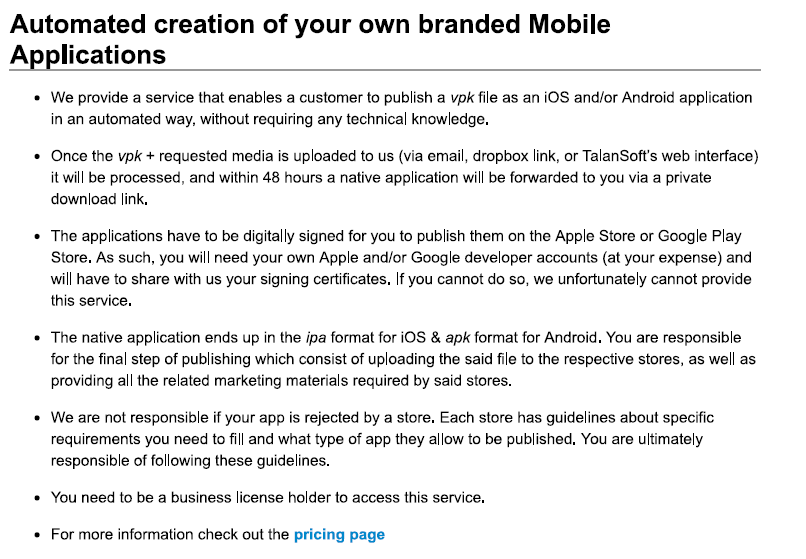 Automated creation of your own branded Mobile
Applications
• We provide a service that enables a customer to publish a vpk file as an iOS and/or Android application
in an automated way, without requiring any technical knowledge.
• Once the vpk + requested media is uploaded to us (via email, dropbox link, or TalanSoft's web interface)
it will be processed, and within 48 hours a native application will be forwarded to you via a private
download link.
• The applications have to be digitally signed for you to publish them on the Apple Store or Google Play
Store. As such, you will need your own Apple and/or Google developer accounts (at your expense) and
will have to share with us your signing certificates. If you cannot do so, we unfortunately cannot provide
this service.
• The native application ends up in the ipa format for iOS & apk format for Android. You are responsible
for the final step of publishing which consist of uploading the said file to the respective stores, as well as
providing all the related marketing materials required by said stores.
• We are not responsible if your app is rejected by a store. Each store has guidelines about specific
requirements you need to fill and what type of app they allow to be published. You are ultimately
responsible of following these guidelines.
• You need to be a business license holder to access this service.
• For more information check out the pricing page